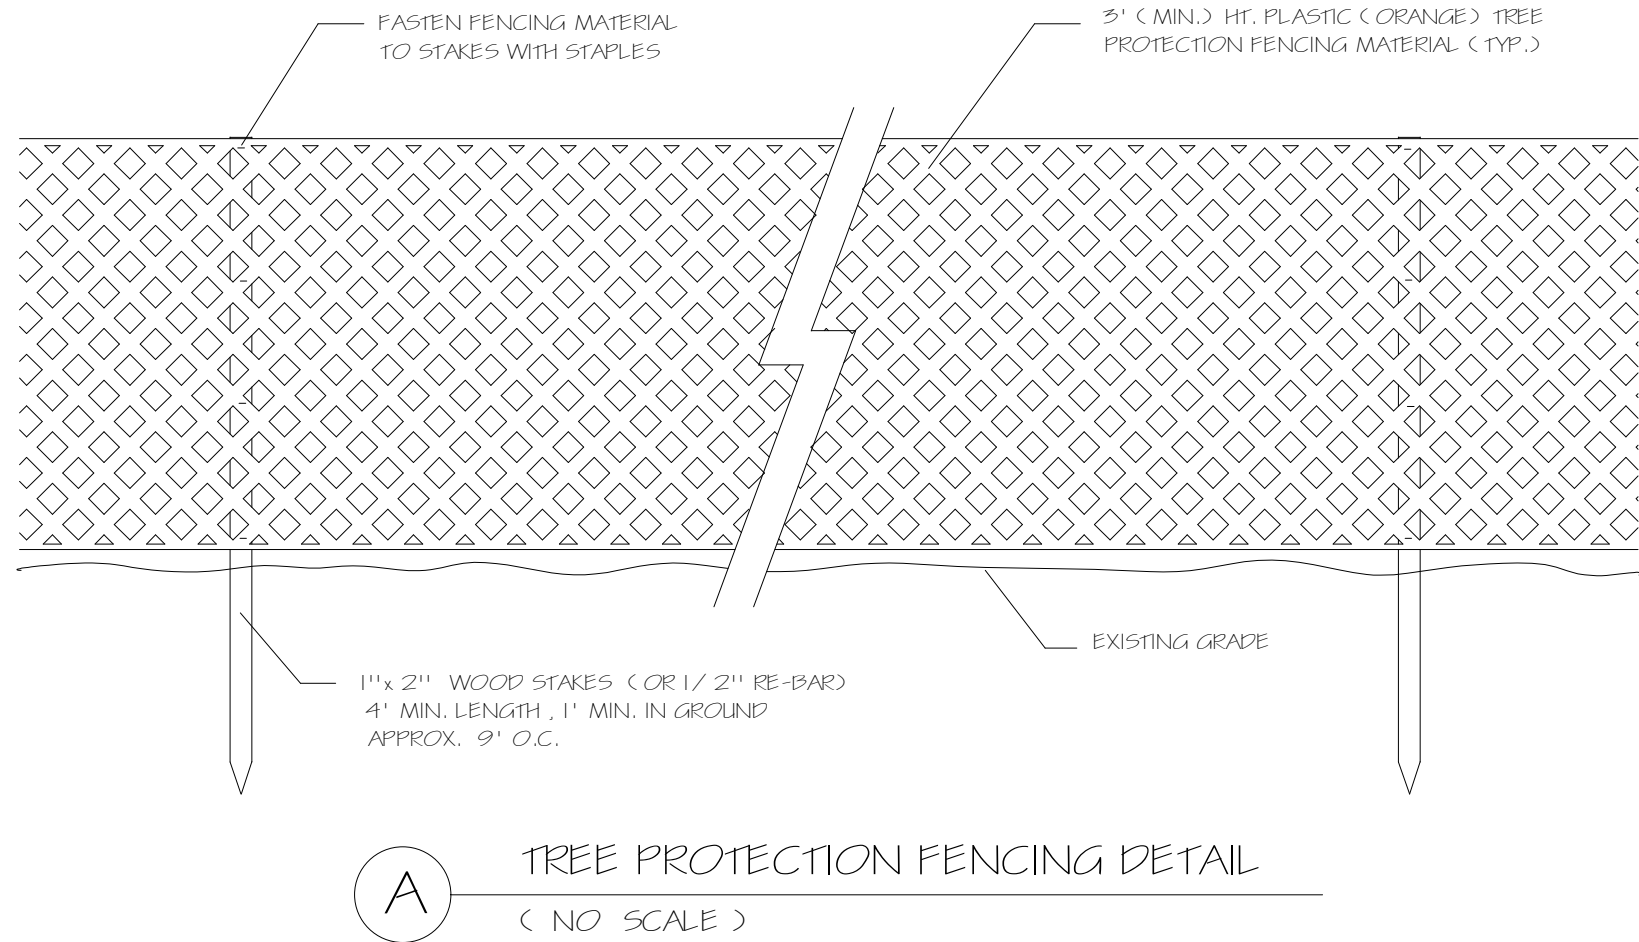 FASTEN FENCING MATERIAL
TO STAKES WITH STAPLES
3' (MIN.) HT. PLASTIC (ORANGE) TREE
PROTECTION FENCING MATERIAL (TYP.)
EXISTING GRADE
1"x 2" WOOD STAKES (OR 1/2" RE-BAR)
4' MIN. LENGTH, 1' MIN. IN GROUND
APPROX. 9' O.C.
A
TREE PROTECTION FENCING DETAIL
(NO SCALE)